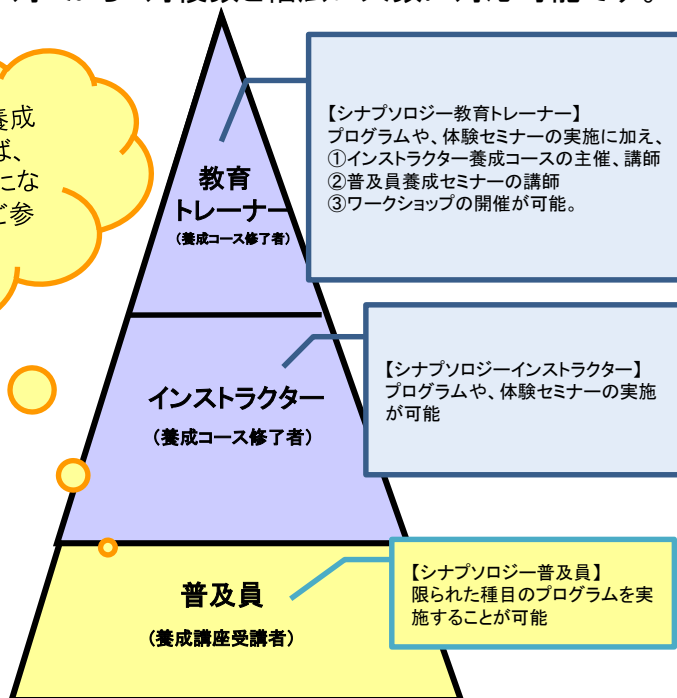 養成
ば、
にな
ご参
教育
トレーナー
(養成コース修了者)
【シナプソロジー教育トレーナー】
プログラムや、体験セミナーの実施に加え、
①インストラクター養成コースの主催、講師
②普及員養成セミナーの講師
③ワークショップの開催が可能。
インストラクター
(養成コース修了者)
【シナプソロジーインストラクター】
プログラムや、体験セミナーの実施
が可能
普及員
(養成講座受講者)
【シナプソロジー普及員】
限られた種目のプログラムを実
施することが可能